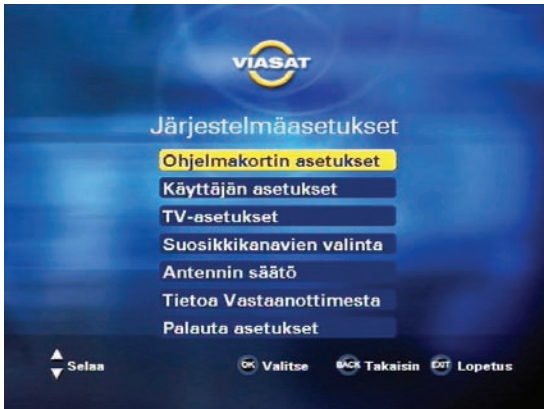 VIASAT
Järjestelmäasetukset
Ohjelmakortin asetukset
Käyttäjän asetukset
TV-asetukset
Suosikkikanavien valinta
Antennin säätö
Tietoa Vastaanottimesta
Palauta asetukset
Selaa OK Valitse BACK Takaisin EXIT Lopetus